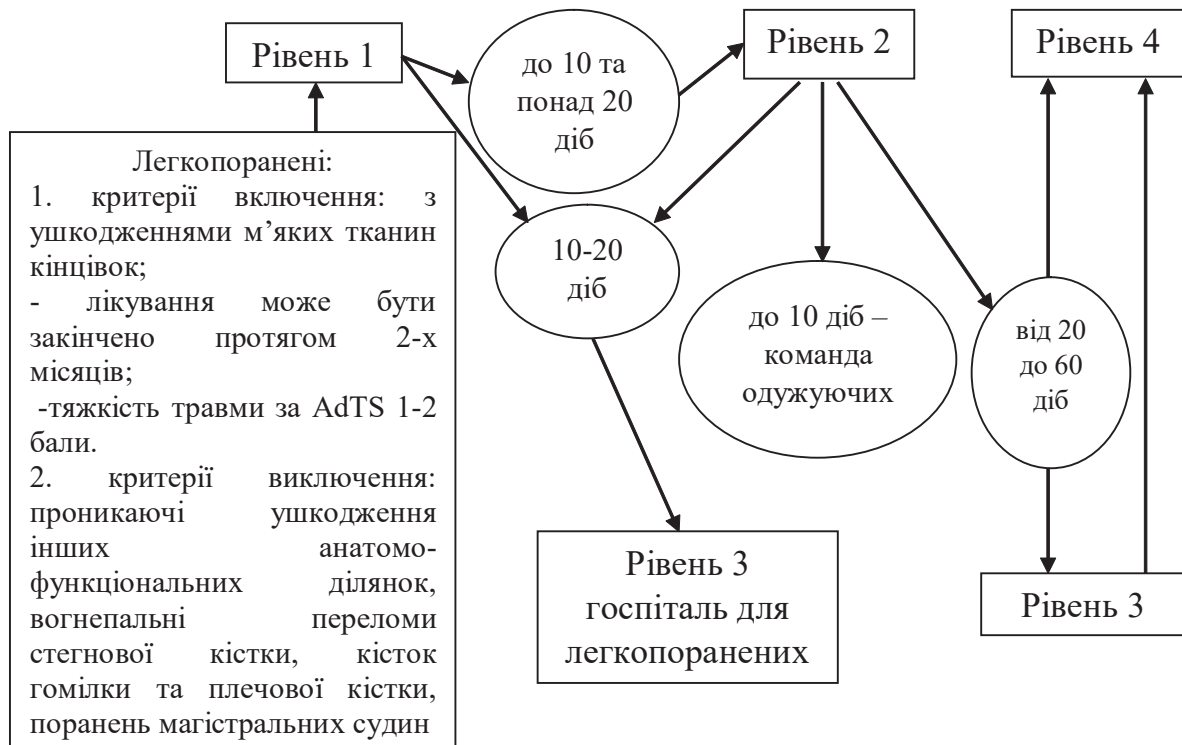 Рівень 1
до 10 та
понад 20
діб
Рівень 2
Рівень 4
Легкопоранені:
1. критерії включення: з
ушкодженнями м’яких тканин
кінцівок;
- лікування може бути
закінчено протягом 2-х
місяців;
-тяжкість травми за AdTS 1-2
бали.
2. критерії виключення:
проникаючі ушкодження
інших анатомо-
функціональних ділянок,
вогнепальні переломи
стегнової кістки, кісток
гомілки та плечової кістки,
поранень магістральних судин
10-20
діб
до 10 діб –
команда
одужуючих
від 20
до 60
діб
Рівень 3
госпіталь для
легкопоранених
Рівень 3